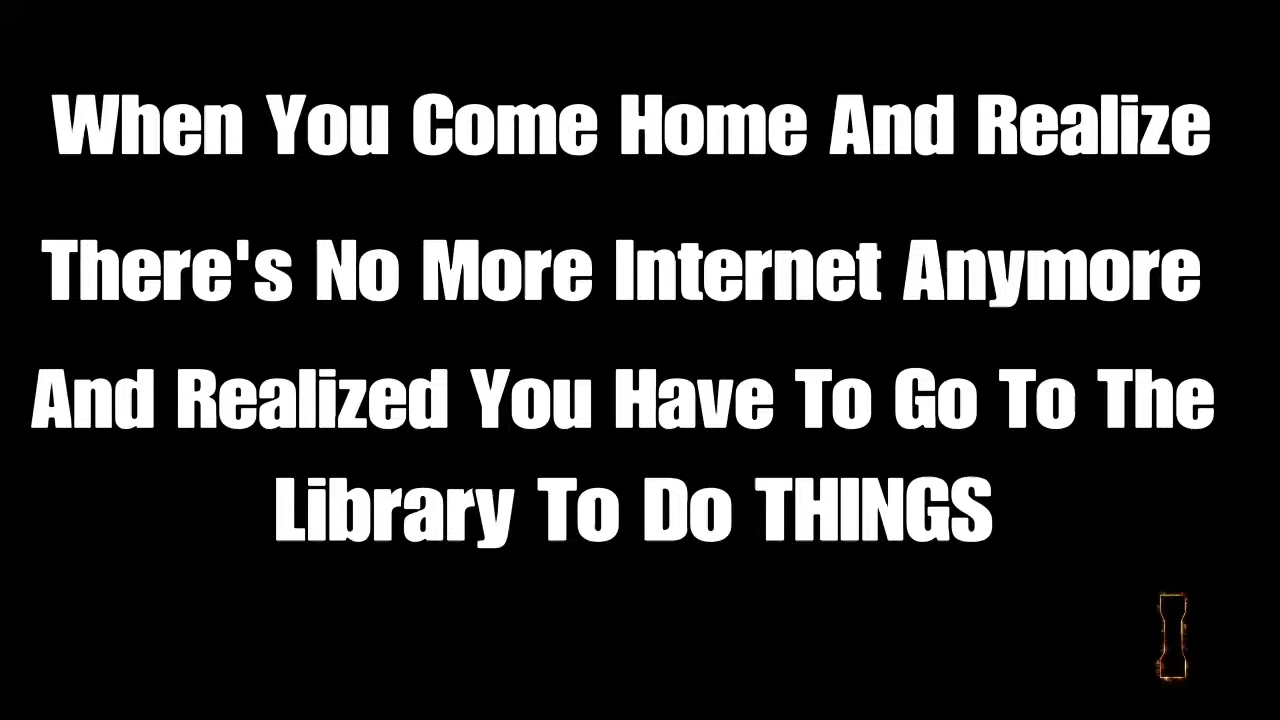 When You Come Home And Realize
There's No More Internet Anymore
And Realized You Have To Go To The
Library To Do THINGS
I